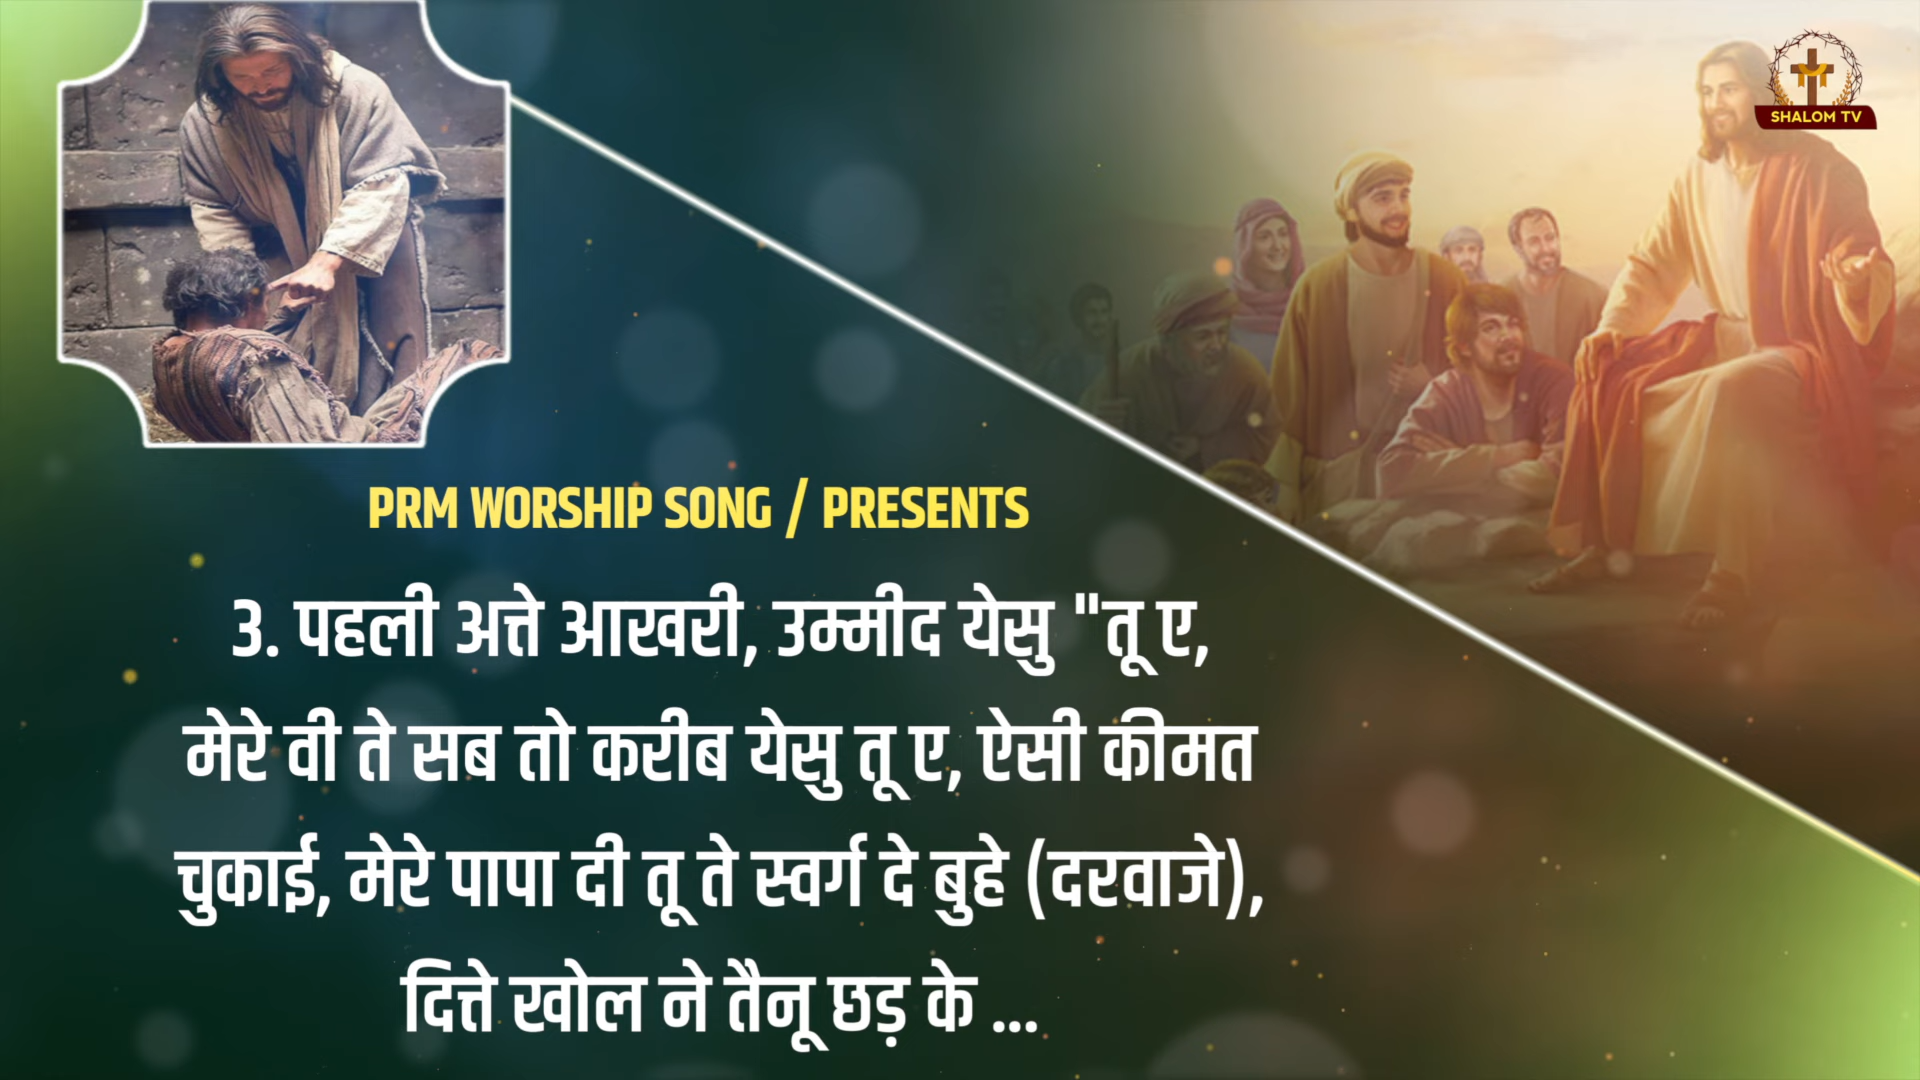 SHALOM TV
PRM WORSHIP SONG / PRESENTS
3. पहली अत्ते आखरी, उम्मीद येसु "तू ए,
मेरे वी ते सब तो करीब येसु तू ए, ऐसी कीमत
चुकाई, मेरे पापा दी तू ते स्वर्ग दे बुहे (दरवाजे),
दित्ते खोल ने तैनू छड़ के ...